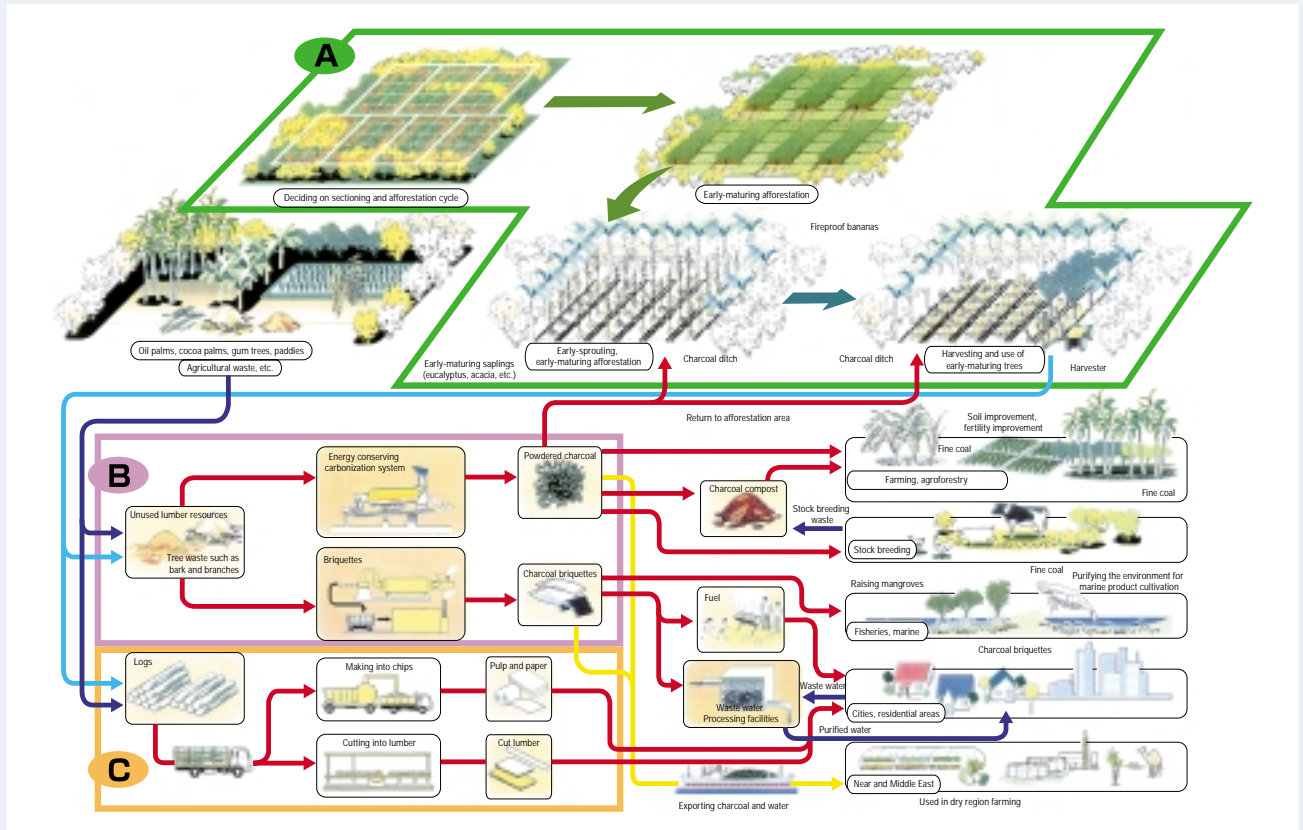 A
Deciding on sectioning and afforestation cycle
Early-maturing afforestation
Fireproof bananas
Oil palms, cocoa palms, gum trees, paddies
Agricultural waste, etc.
Early-maturing saplings
(eucalyptus, acacia, etc.)
Early-sprouting,
early-maturing afforestation
Charcoal ditch
Charcoal ditch
Harvesting and use of
early-maturing trees
Harvester
Return to afforestation area
B
Unused lumber resources
Tree waste such as
bark and branches
Energy conserving
carbonization system
Briquettes
Powdered charcoal
Charcoal briquettes
Charcoal compost
Soil improvement,
fertility improvement
Fine coal
Farming, agroforestry
Fine coal
Stock breeding
waste
Stock breeding
Fine coal
Raising mangroves
Purifying the environment for
marine product cultivation
Fisheries, marine
Fuel
Charcoal briquettes
Waste water
Waste water
Processing facilities
Cities, residential areas
Purified water
C
Logs
Making into chips
Pulp and paper
Cutting into lumber
Cut lumber
Near and Middle East
Exporting charcoal and water
Used in dry region farming